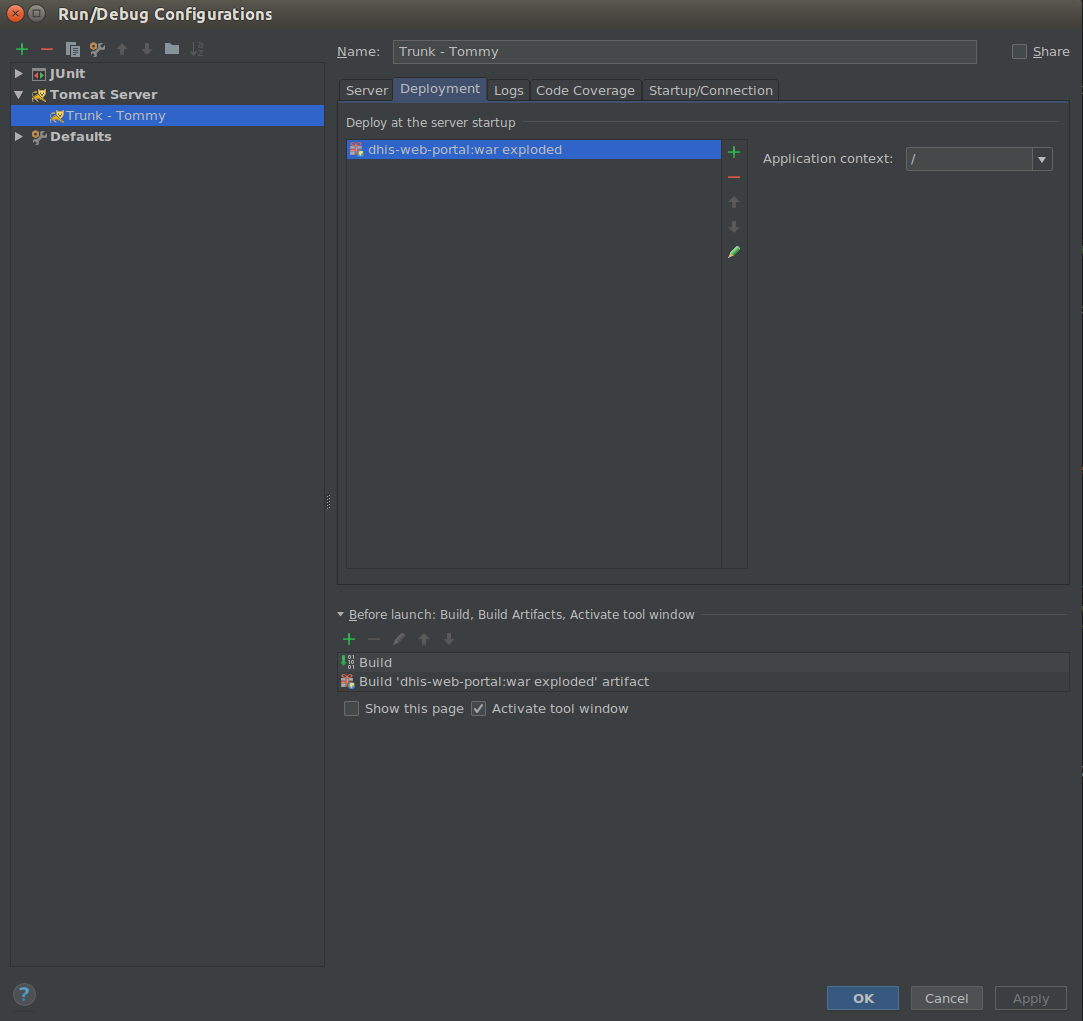 Run/Debug Configurations
Name: Trunk - Tommy Share
JUnit
Tomcat Server
Trunk - Tommy
Defaults
Server Deployment Logs Code Coverage Startup/Connection
Deploy at the server startup
dhis-web-portal:war exploded
Application context: /
Before launch: Build, Build Artifacts, Activate tool window
Build
Build 'dhis-web-portal:war exploded' artifact
Show this page Activate tool window
? OK Cancel Apply